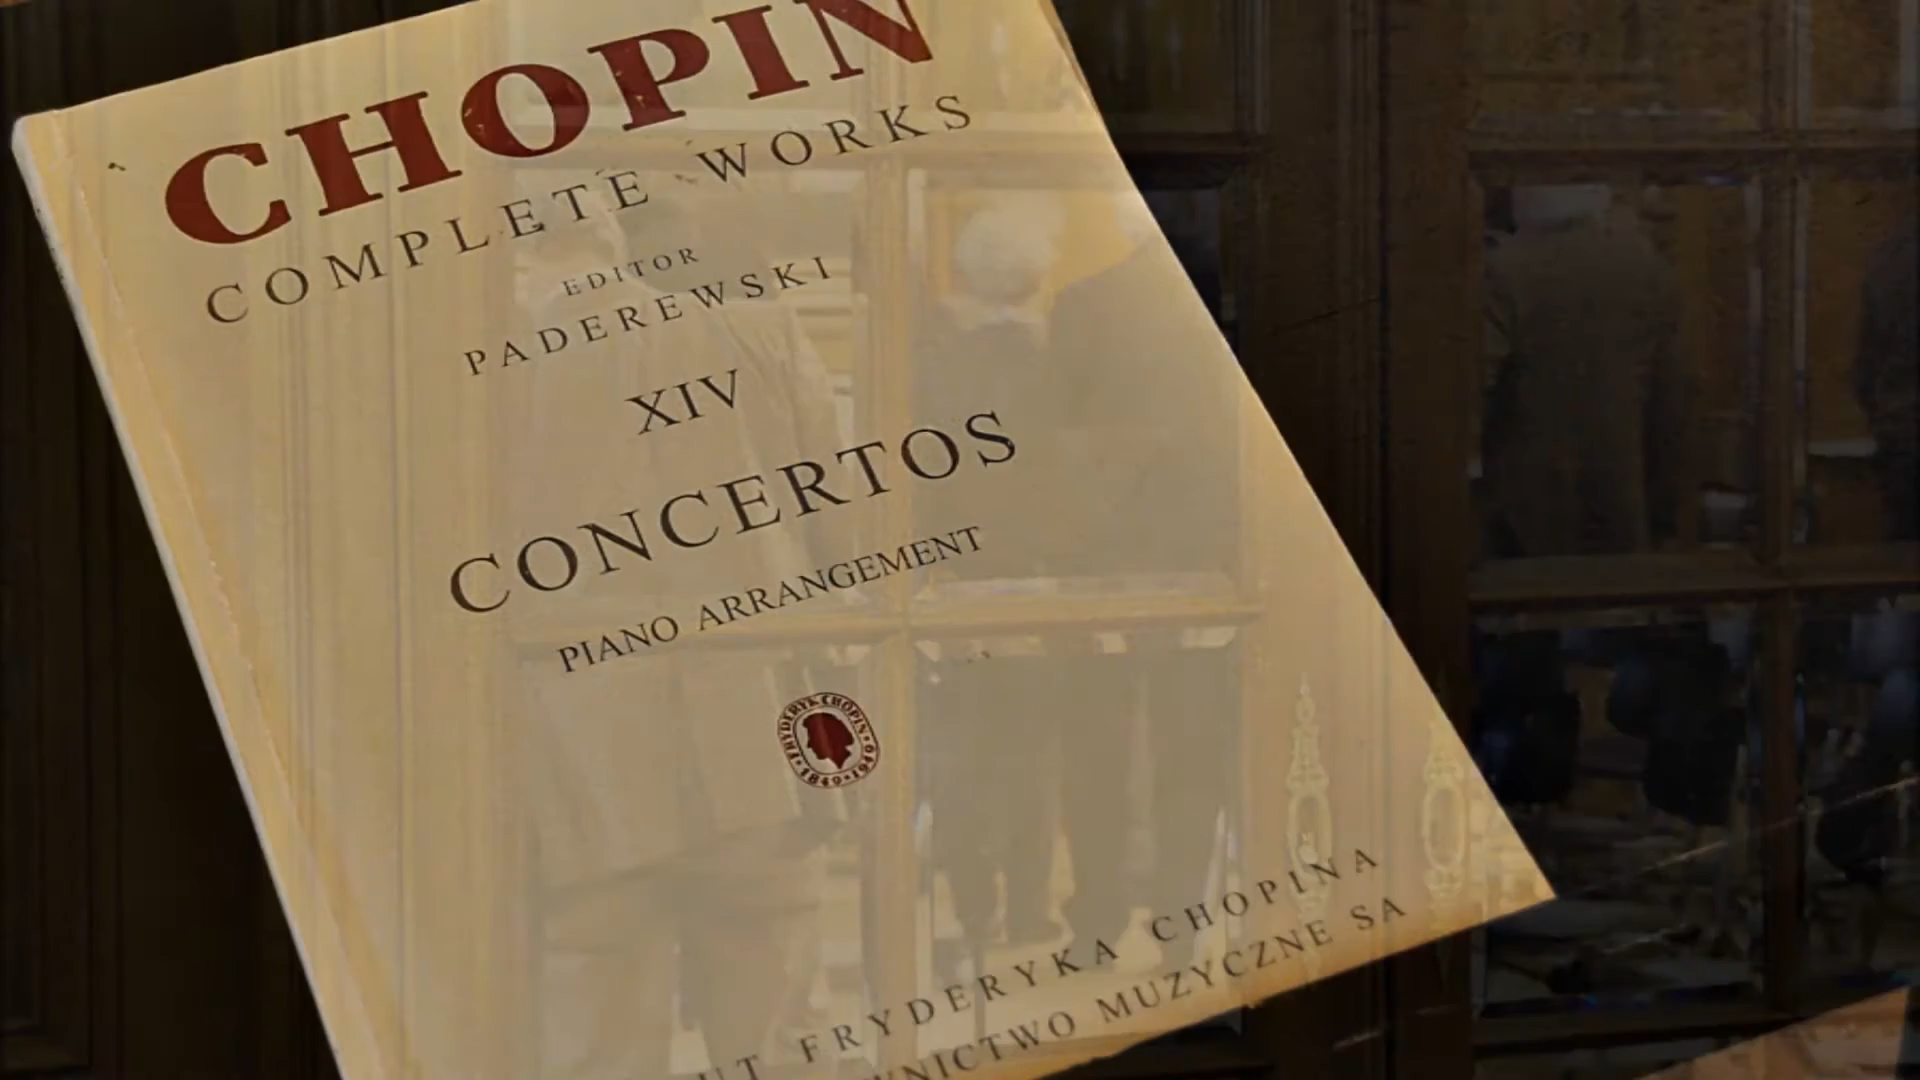 CHOPIN
COMPLETE WORKS
EDITOR
PADEREWSKI
XIV
CONCERTOS
PIANO ARRANGEMENT
FRYDERYK CHOPIN
1849 • 1949
FRYDERYKA CHOPINA
MUZYCZNE SA